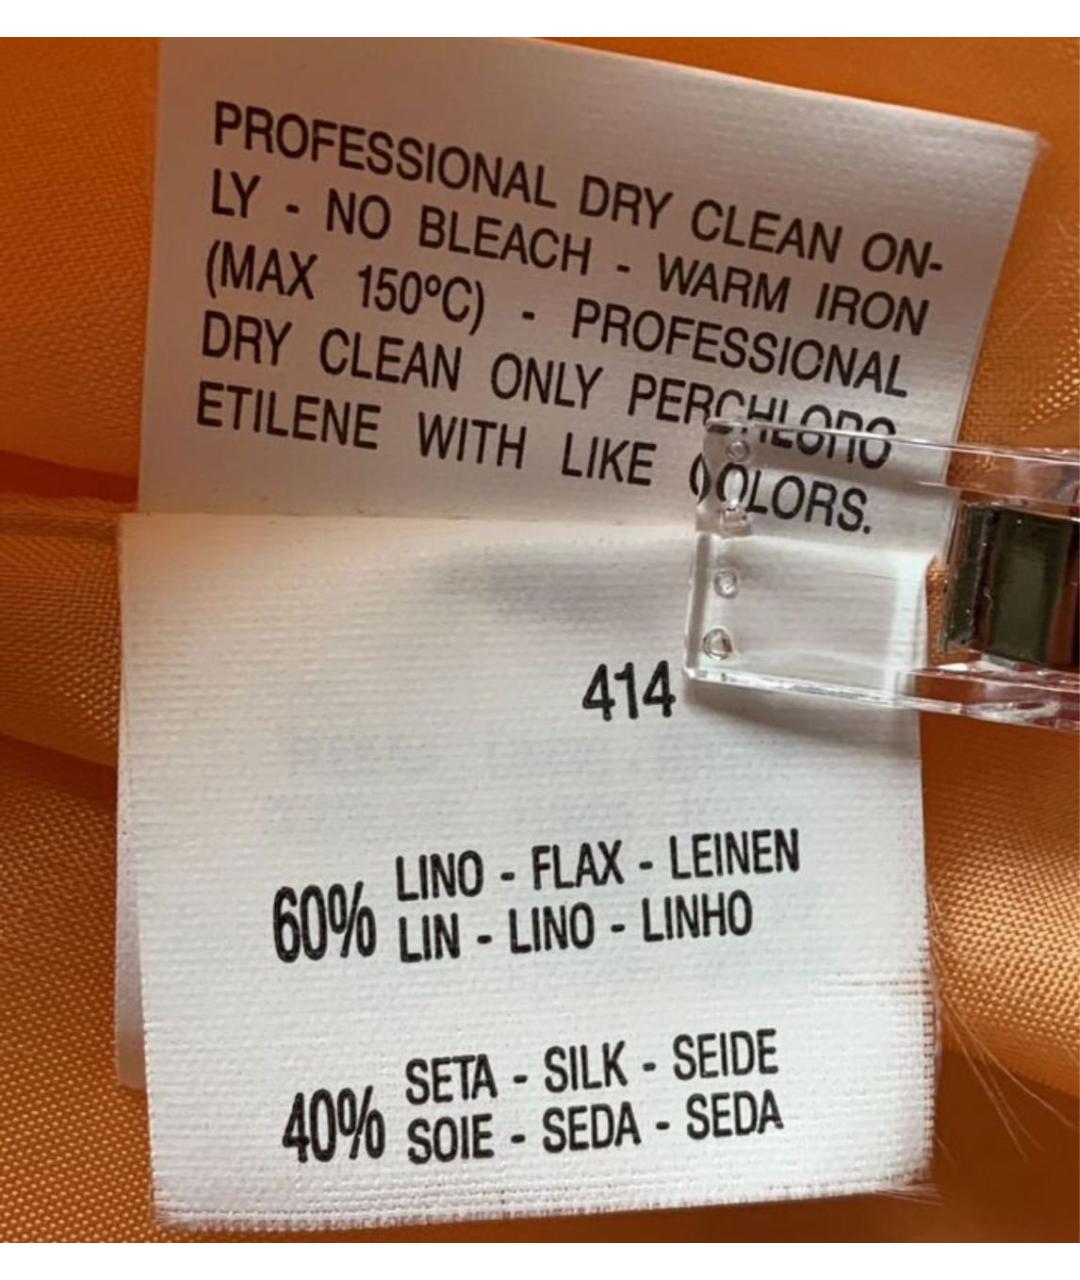 PROFESSIONAL DRY CLEAN ON-
LY - NO BLEACH - WARM IRON
(MAX 150ºC) - PROFESSIONAL
DRY CLEAN ONLY PERCHLORO
ETILENE WITH LIKE COLORS.
414
60% LINO - FLAX - LEINEN
LIN - LINO - LINHO
40% SETA - SILK - SEIDE
SOIE - SEDA - SEDA